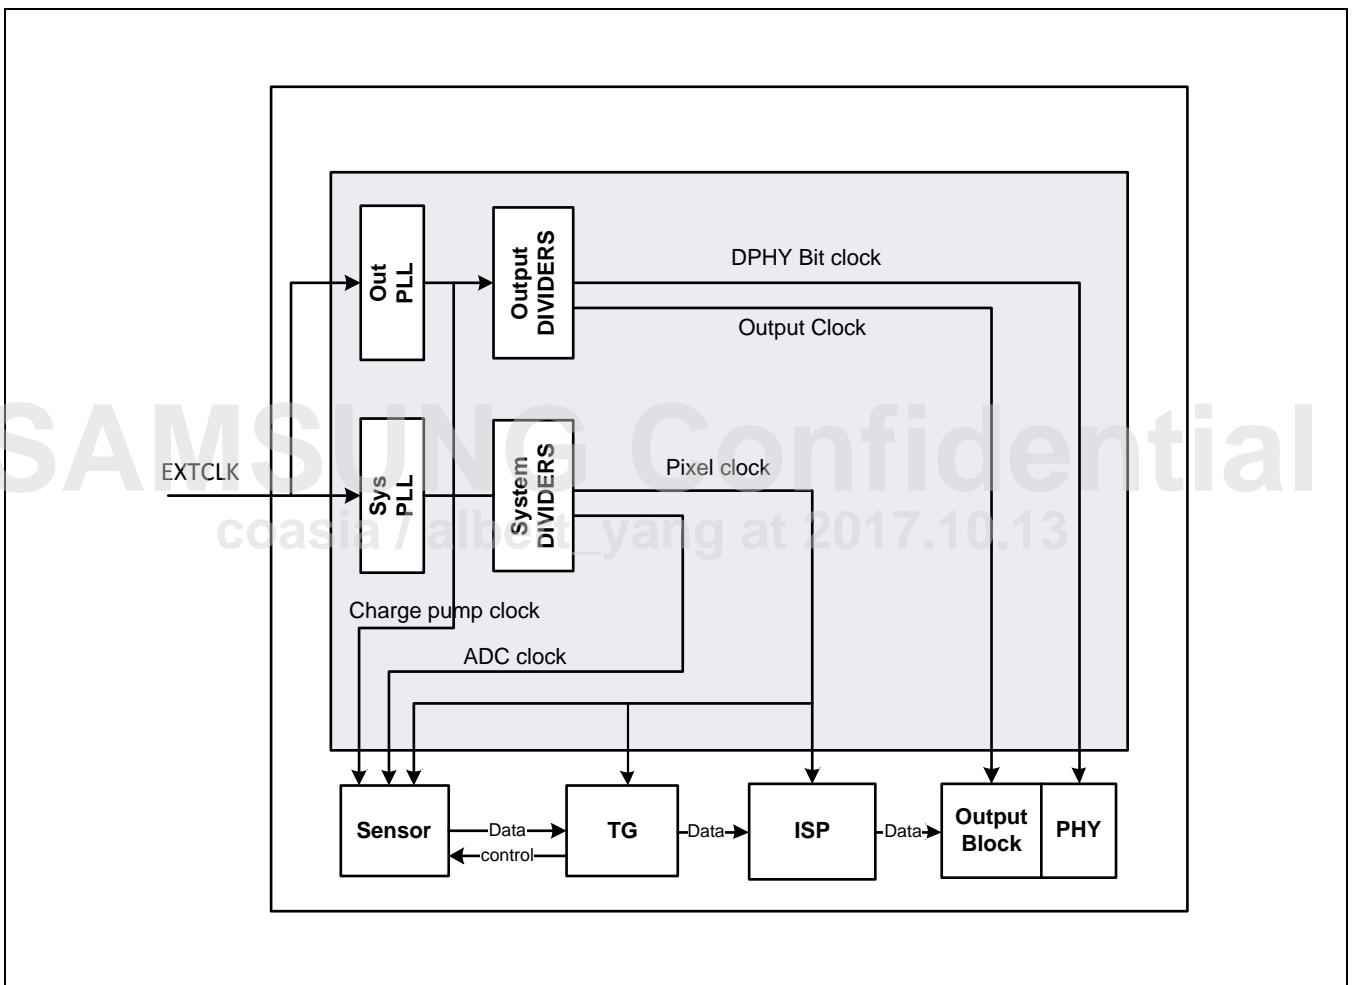 Out
PLL
Output
DIVIDERS
DPHY Bit clock
Output Clock
SAMSUNG Confidential
EXTCLK
Sys
PLL
System
DIVIDERS
Pixel clock
coasia / albert_yang at 2017.10.13
Charge pump clock
ADC clock
Sensor
Data
control
TG
Data
ISP
Data
Output
Block
PHY